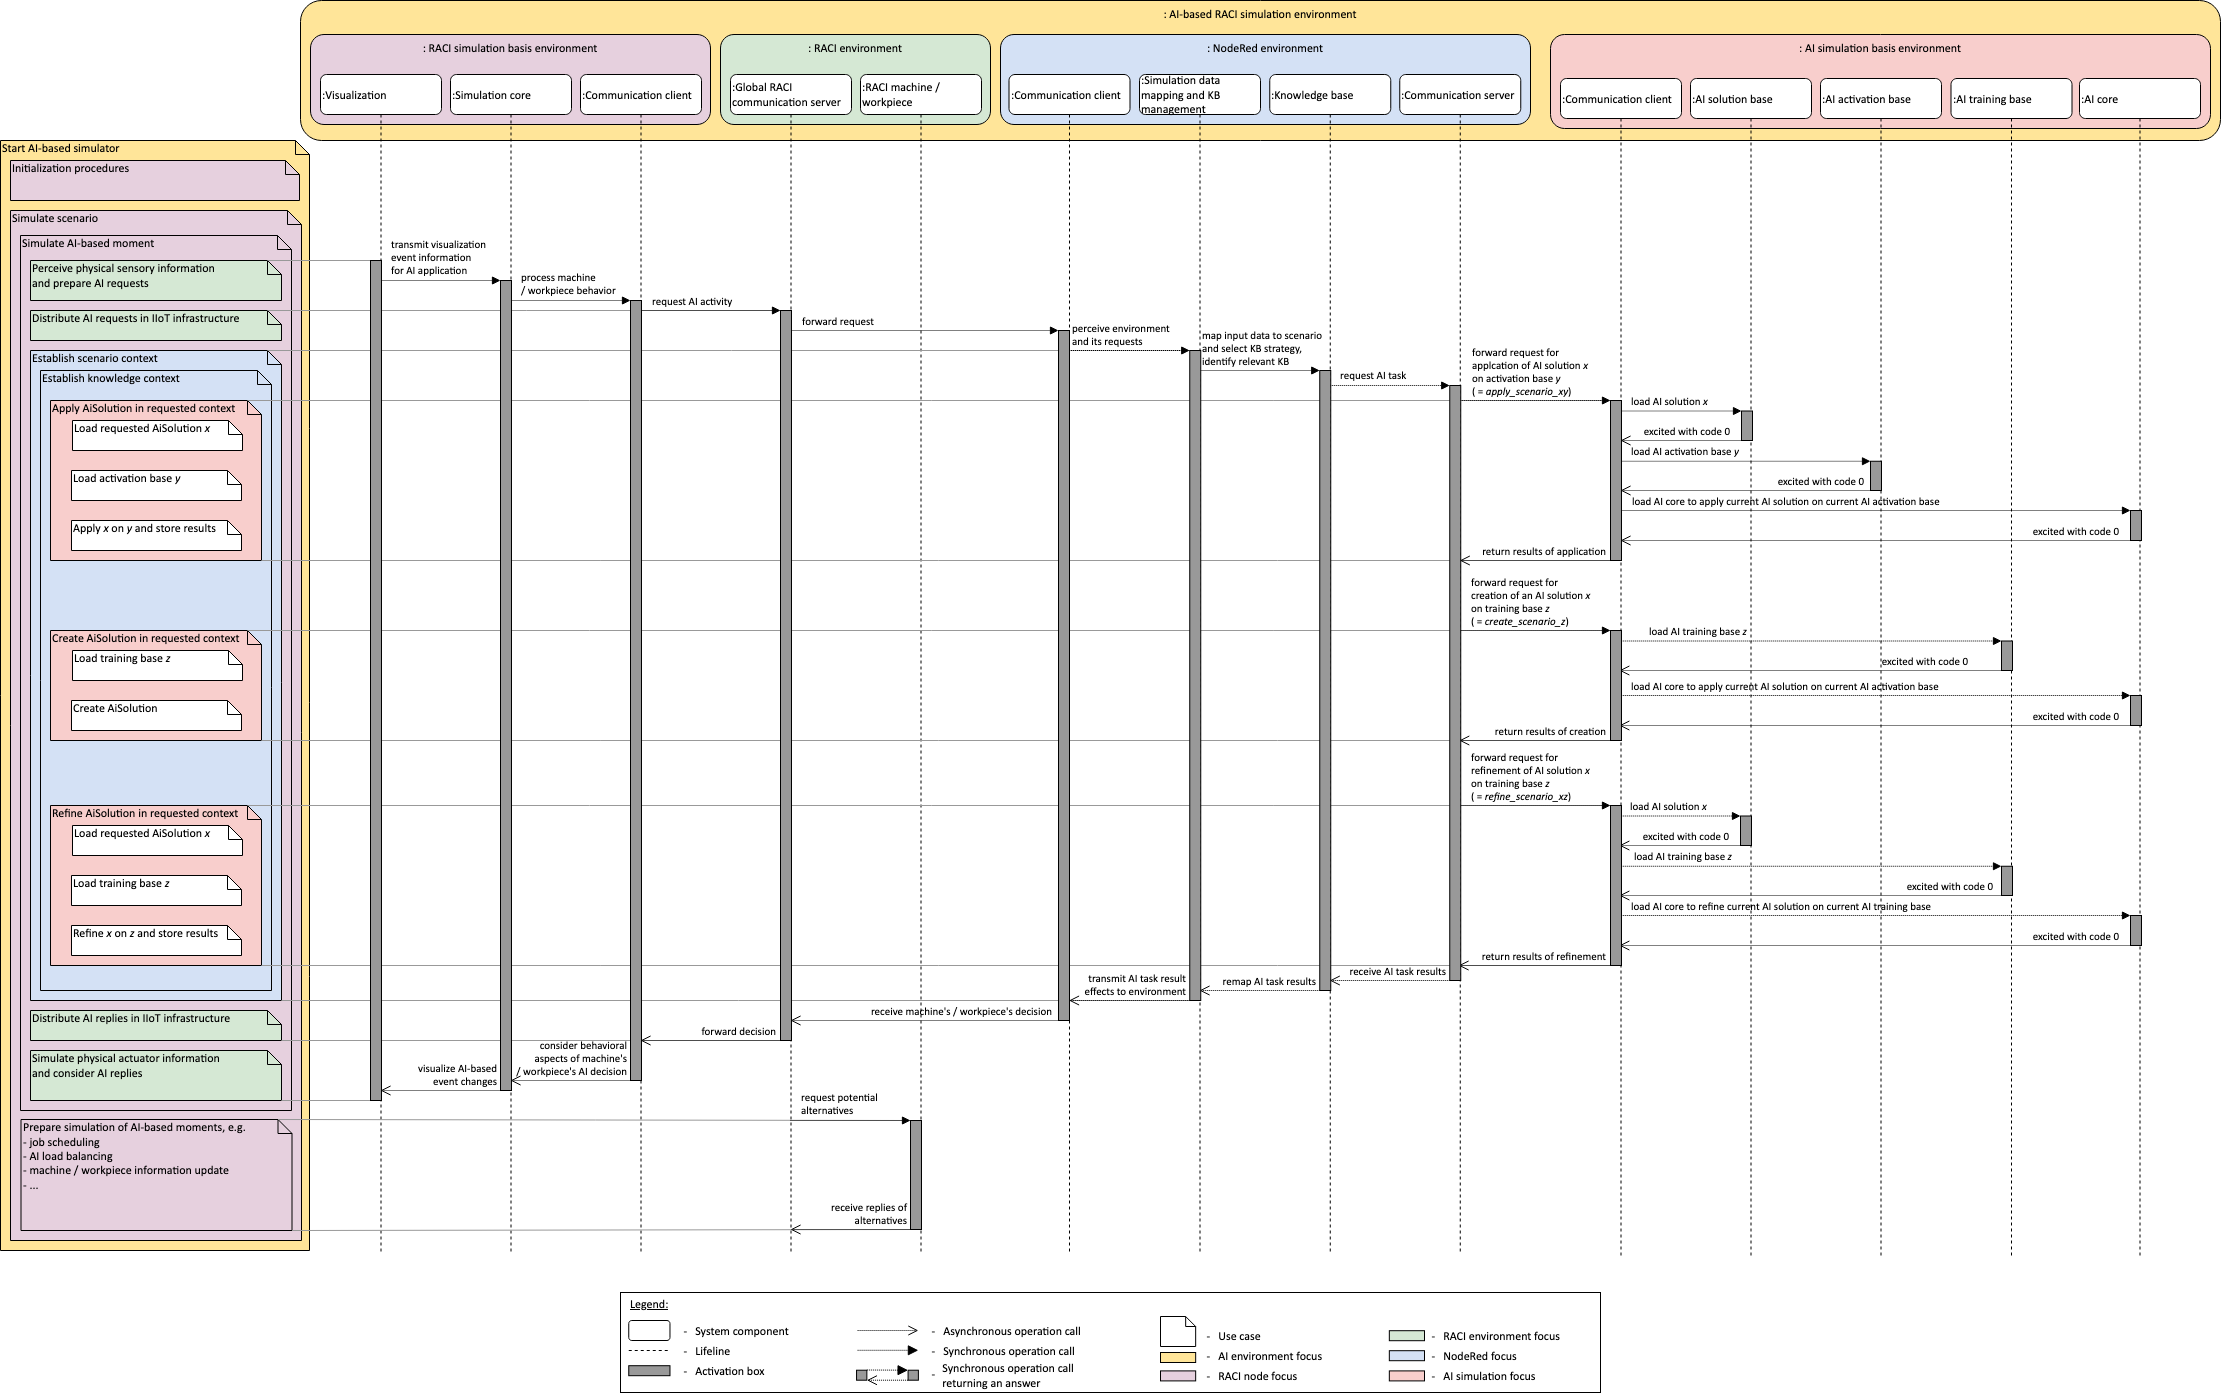 : AI-based RACI simulation environment
: RACI simulation basis environment
: RACI environment
: NodeRed environment
: AI simulation basis environment
:Visualization
:Simulation core
:Communication client
:Global RACI
communication server
:RACI machine /
workpiece
:Communication client
:Simulation data
mapping and KB
management
:Knowledge base
:Communication server
:Communication client
:AI solution base
:AI activation base
:AI training base
:AI core
Start AI-based simulator
Initialization procedures
Simulate scenario
Simulate AI-based moment
Perceive physical sensory information
and prepare AI requests
Distribute AI requests in IIoT infrastructure
Establish scenario context
Establish knowledge context
Apply AiSolution in requested context
Load requested AiSolution x
Load activation base y
Apply x on y and store results
Create AiSolution in requested context
Load training base z
Create AiSolution
Refine AiSolution in requested context
Load requested AiSolution x
Load training base z
Refine x on z and store results
Distribute AI replies in IIoT infrastructure
Simulate physical actuator information
and consider AI replies
Prepare simulation of AI-based moments, e.g.
- job scheduling
- AI load balancing
- machine / workpiece information update
- ...
transmit visualization
event information
for AI application
process machine
/ workpiece behavior
request AI activity
forward request
perceive environment
and its requests
map input data to scenario
and select KB strategy,
identify relevant KB
request AI task
forward request for
applcation of AI solution x
on activation base y
( = apply_scenario_xy)
load AI solution x
excited with code 0
load AI activation base y
excited with code 0
load AI core to apply current AI solution on current AI activation base
excited with code 0
return results of application
forward request for
creation of an AI solution x
on training base z
( = create_scenario_z)
load AI training base z
excited with code 0
load AI core to apply current AI solution on current AI activation base
excited with code 0
return results of creation
forward request for
refinement of AI solution x
on training base z
( = refine_scenario_xz)
load AI solution x
excited with code 0
load AI training base z
excited with code 0
load AI core to refine current AI solution on current AI training base
excited with code 0
return results of refinement
receive AI task results
remap AI task results
transmit AI task result
effects to environment
receive machine's / workpiece's decision
forward decision
consider behavioral
aspects of machine's
/ workpiece's AI decision
visualize AI-based
event changes
request potential
alternatives
receive replies of
alternatives
Legend:
- System component
- Lifeline
- Activation box
- Asynchronous operation call
- Synchronous operation call
- Synchronous operation call
returning an answer
- Use case
- AI environment focus
- RACI node focus
- RACI environment focus
- NodeRed focus
- AI simulation focus